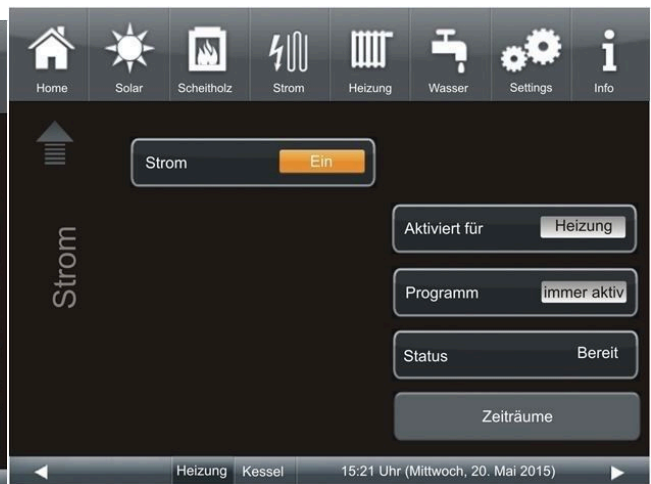 Home Solar Scheitholz Strom Heizung Wasser Settings Info
Strom Ein
Strom
Aktiviert für Heizung
Programm immer aktiv
Status Bereit
Zeiträume
Heizung Kessel 15:21 Uhr (Mittwoch, 20. Mai 2015)